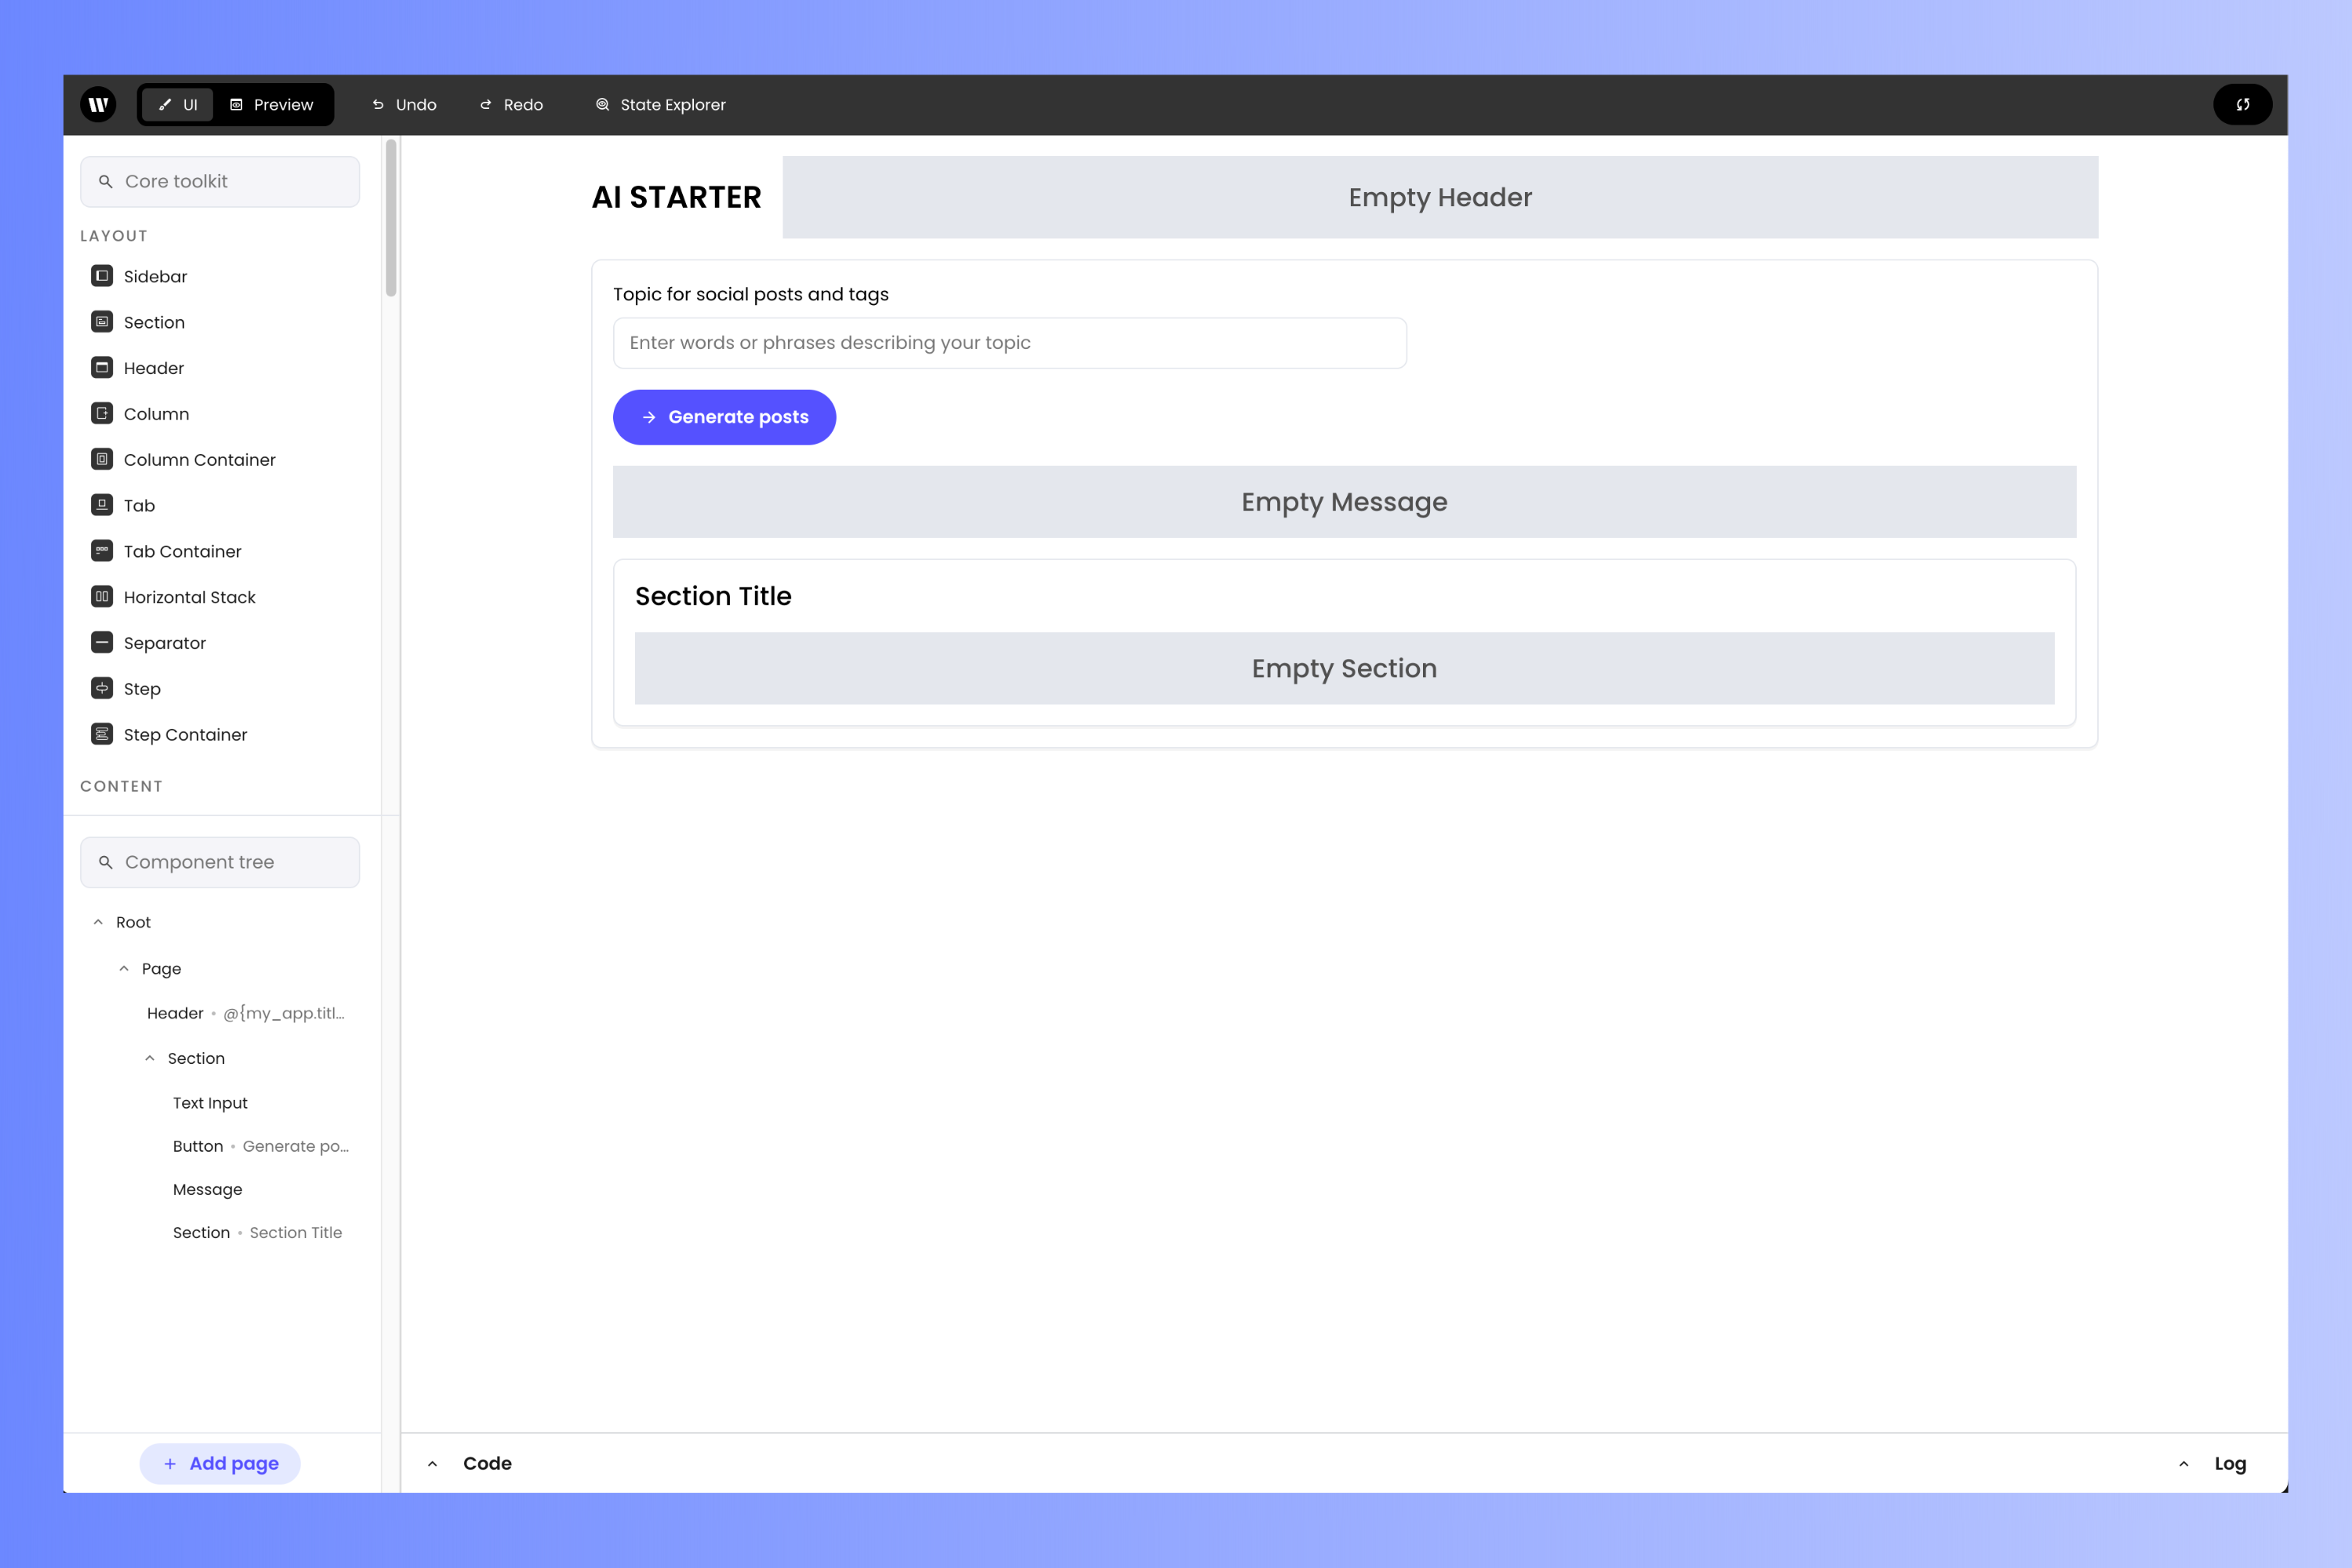 W
UI
Preview
Undo
Redo
State Explorer
Core toolkit
LAYOUT
Sidebar
Section
Header
Column
Column Container
Tab
Tab Container
Horizontal Stack
Separator
Step
Step Container
CONTENT
Component tree
Root
Page
Header • @{my_app.titl...
Section
Text Input
Button • Generate po...
Message
Section • Section Title
+ Add page
AI STARTER
Empty Header
Topic for social posts and tags
Enter words or phrases describing your topic
Generate posts
Empty Message
Section Title
Empty Section
Code
Log